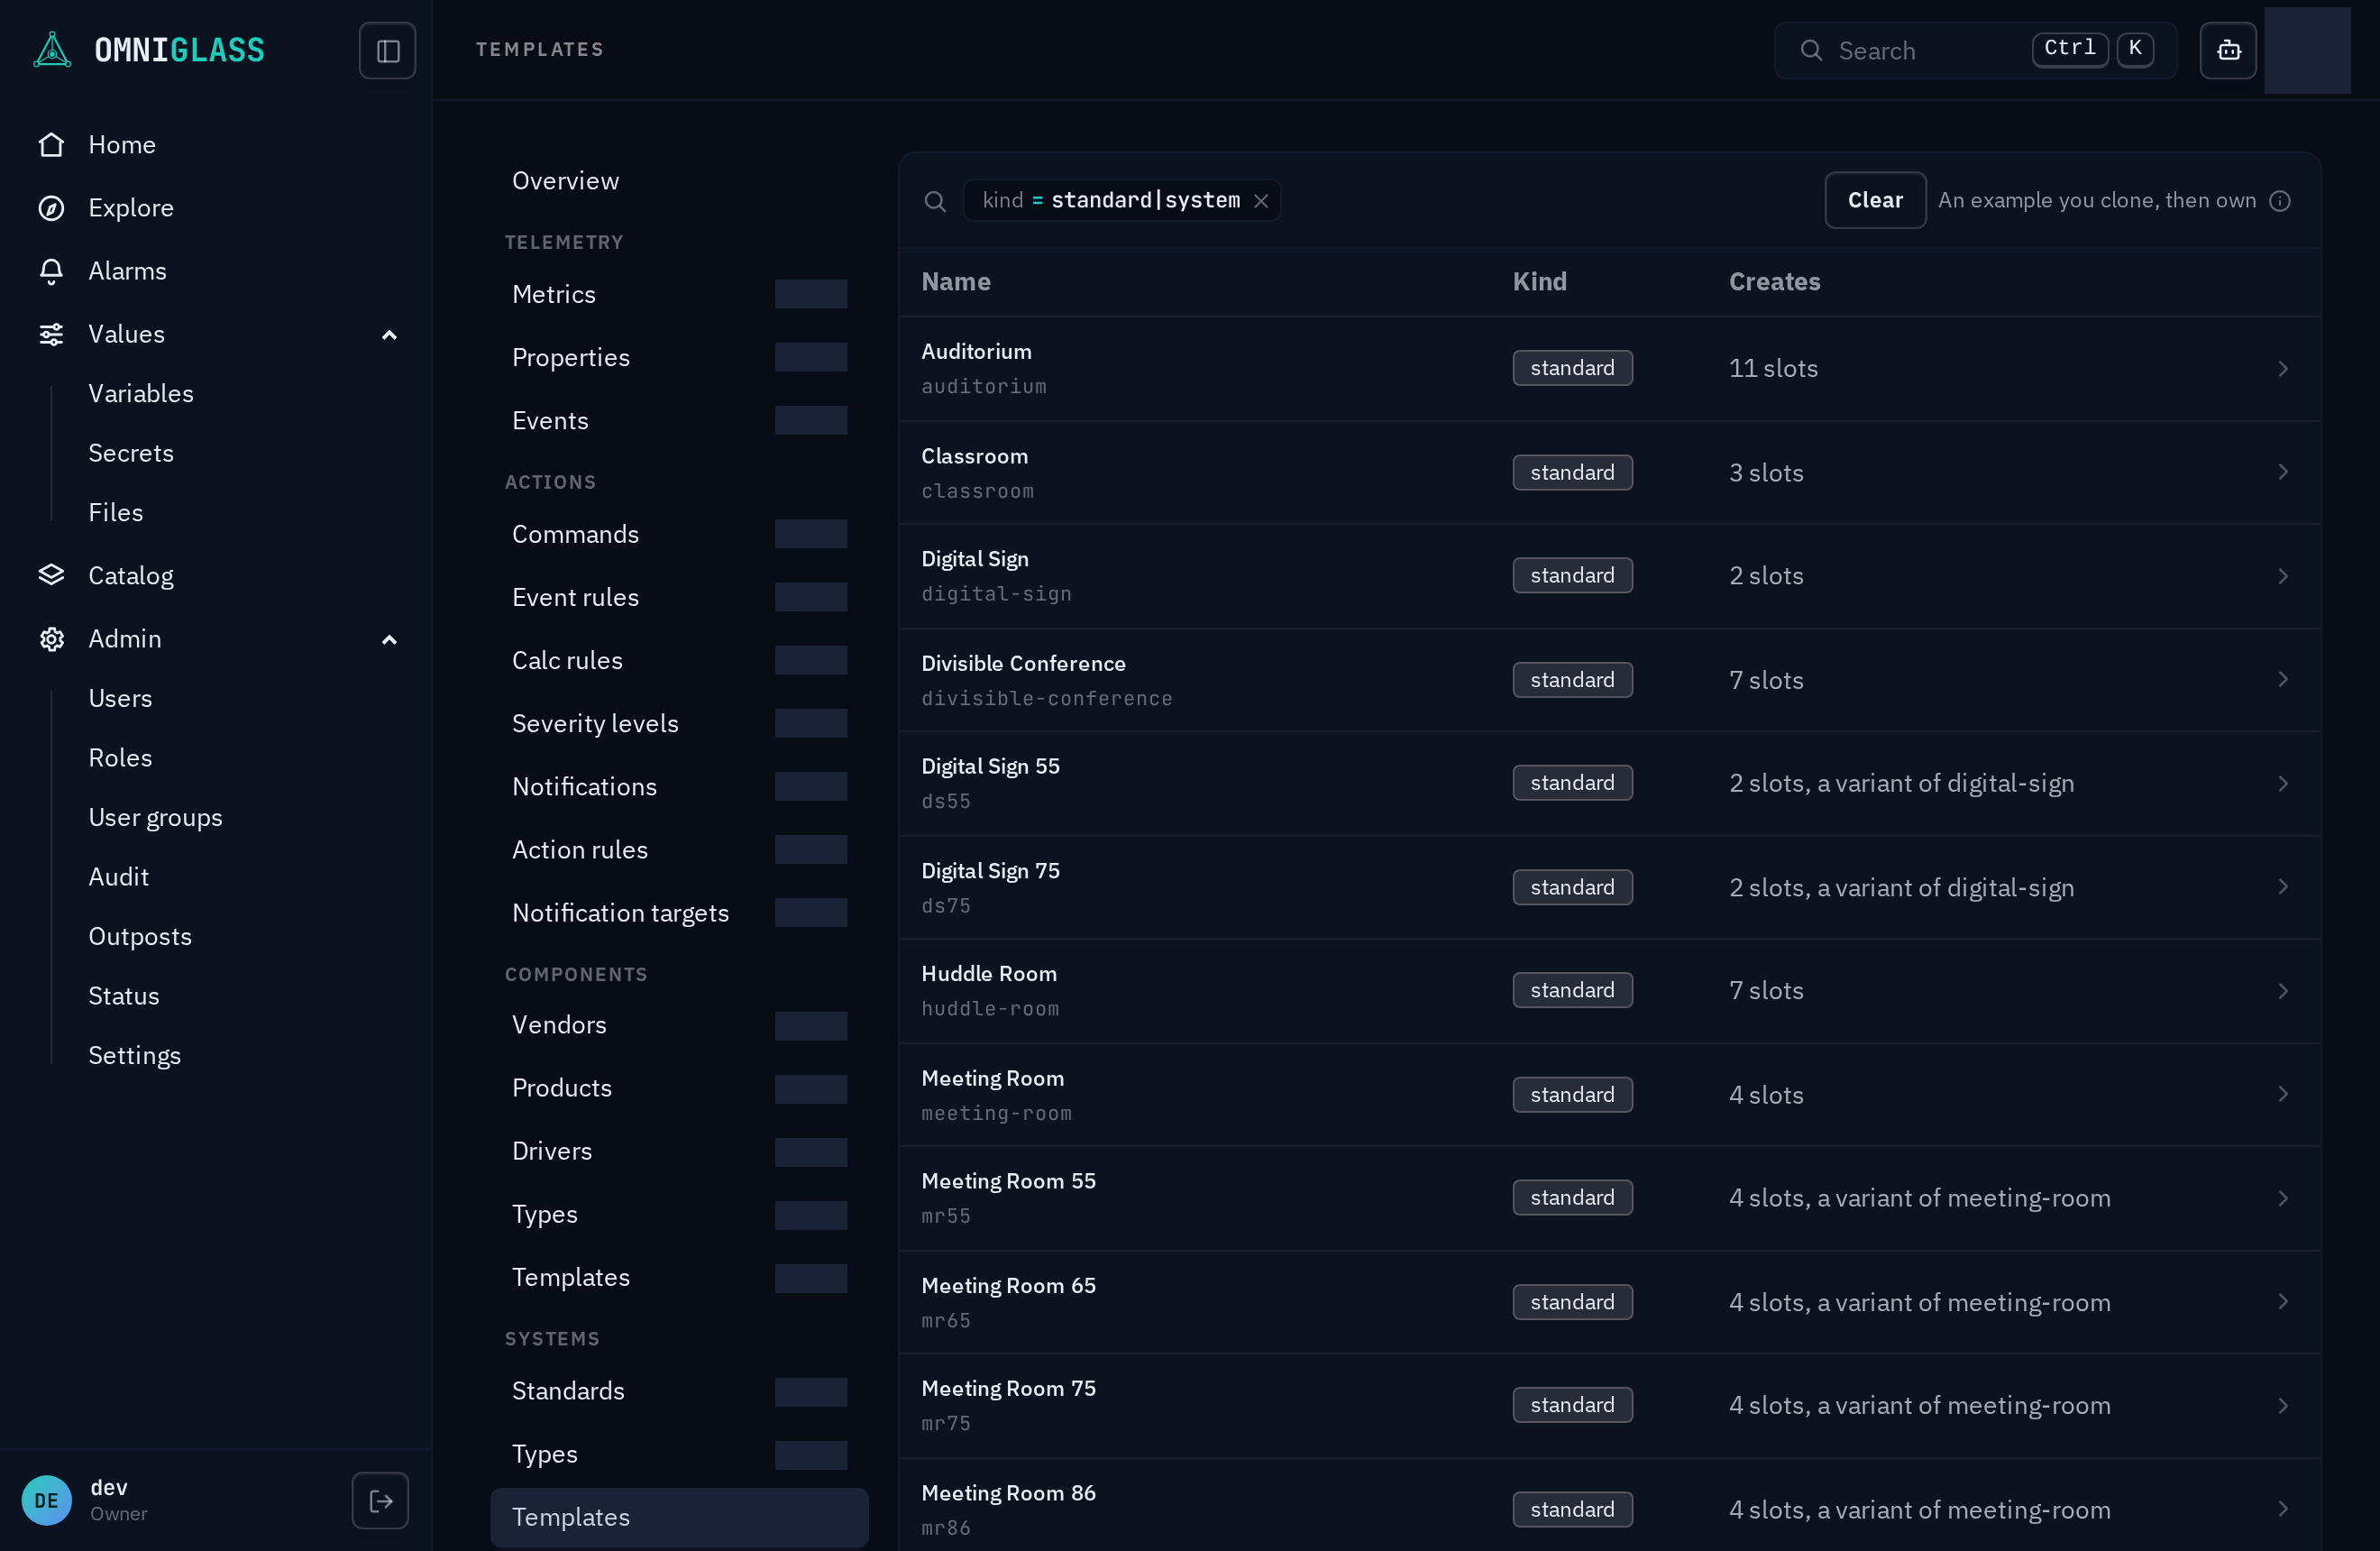 OMNIGLASS
Home
Explore
Alarms
Values
Variables
Secrets
Files
Catalog
Admin
Users
Roles
User groups
Audit
Outposts
Status
Settings
DE
dev
Owner
TEMPLATES
Search
Ctrl K
Overview
TELEMETRY
Metrics
Properties
Events
ACTIONS
Commands
Event rules
Calc rules
Severity levels
Notifications
Action rules
Notification targets
COMPONENTS
Vendors
Products
Drivers
Types
Templates
SYSTEMS
Standards
Types
Templates
kind = standard|system
Clear An example you clone, then own
Name Kind Creates
Auditorium
auditorium
standard 11 slots
Classroom
classroom
standard 3 slots
Digital Sign
digital-sign
standard 2 slots
Divisible Conference
divisible-conference
standard 7 slots
Digital Sign 55
ds55
standard 2 slots, a variant of digital-sign
Digital Sign 75
ds75
standard 2 slots, a variant of digital-sign
Huddle Room
huddle-room
standard 7 slots
Meeting Room
meeting-room
standard 4 slots
Meeting Room 55
mr55
standard 4 slots, a variant of meeting-room
Meeting Room 65
mr65
standard 4 slots, a variant of meeting-room
Meeting Room 75
mr75
standard 4 slots, a variant of meeting-room
Meeting Room 86
mr86
standard 4 slots, a variant of meeting-room